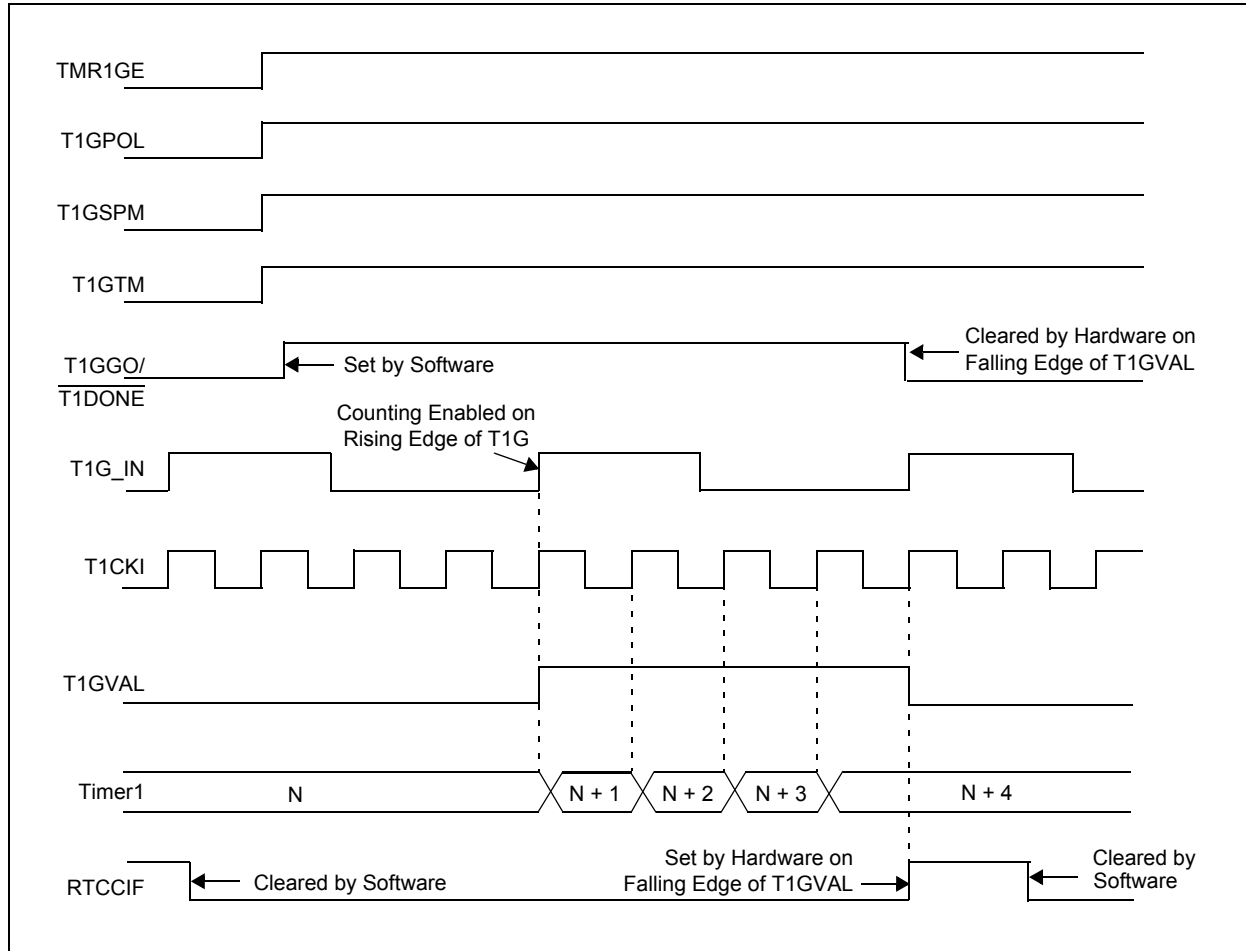 TMR1GE
T1GPOL
T1GSPM
T1GTM
T1GGO/
T1DONE
Set by Software
Cleared by Hardware on
Falling Edge of T1GVAL
Counting Enabled on
Rising Edge of T1G
T1G_IN
T1CKI
T1GVAL
Timer1
N
N + 1
N + 2
N + 3
N + 4
RTCCIF
Cleared by Software
Set by Hardware on
Falling Edge of T1GVAL
Cleared by
Software